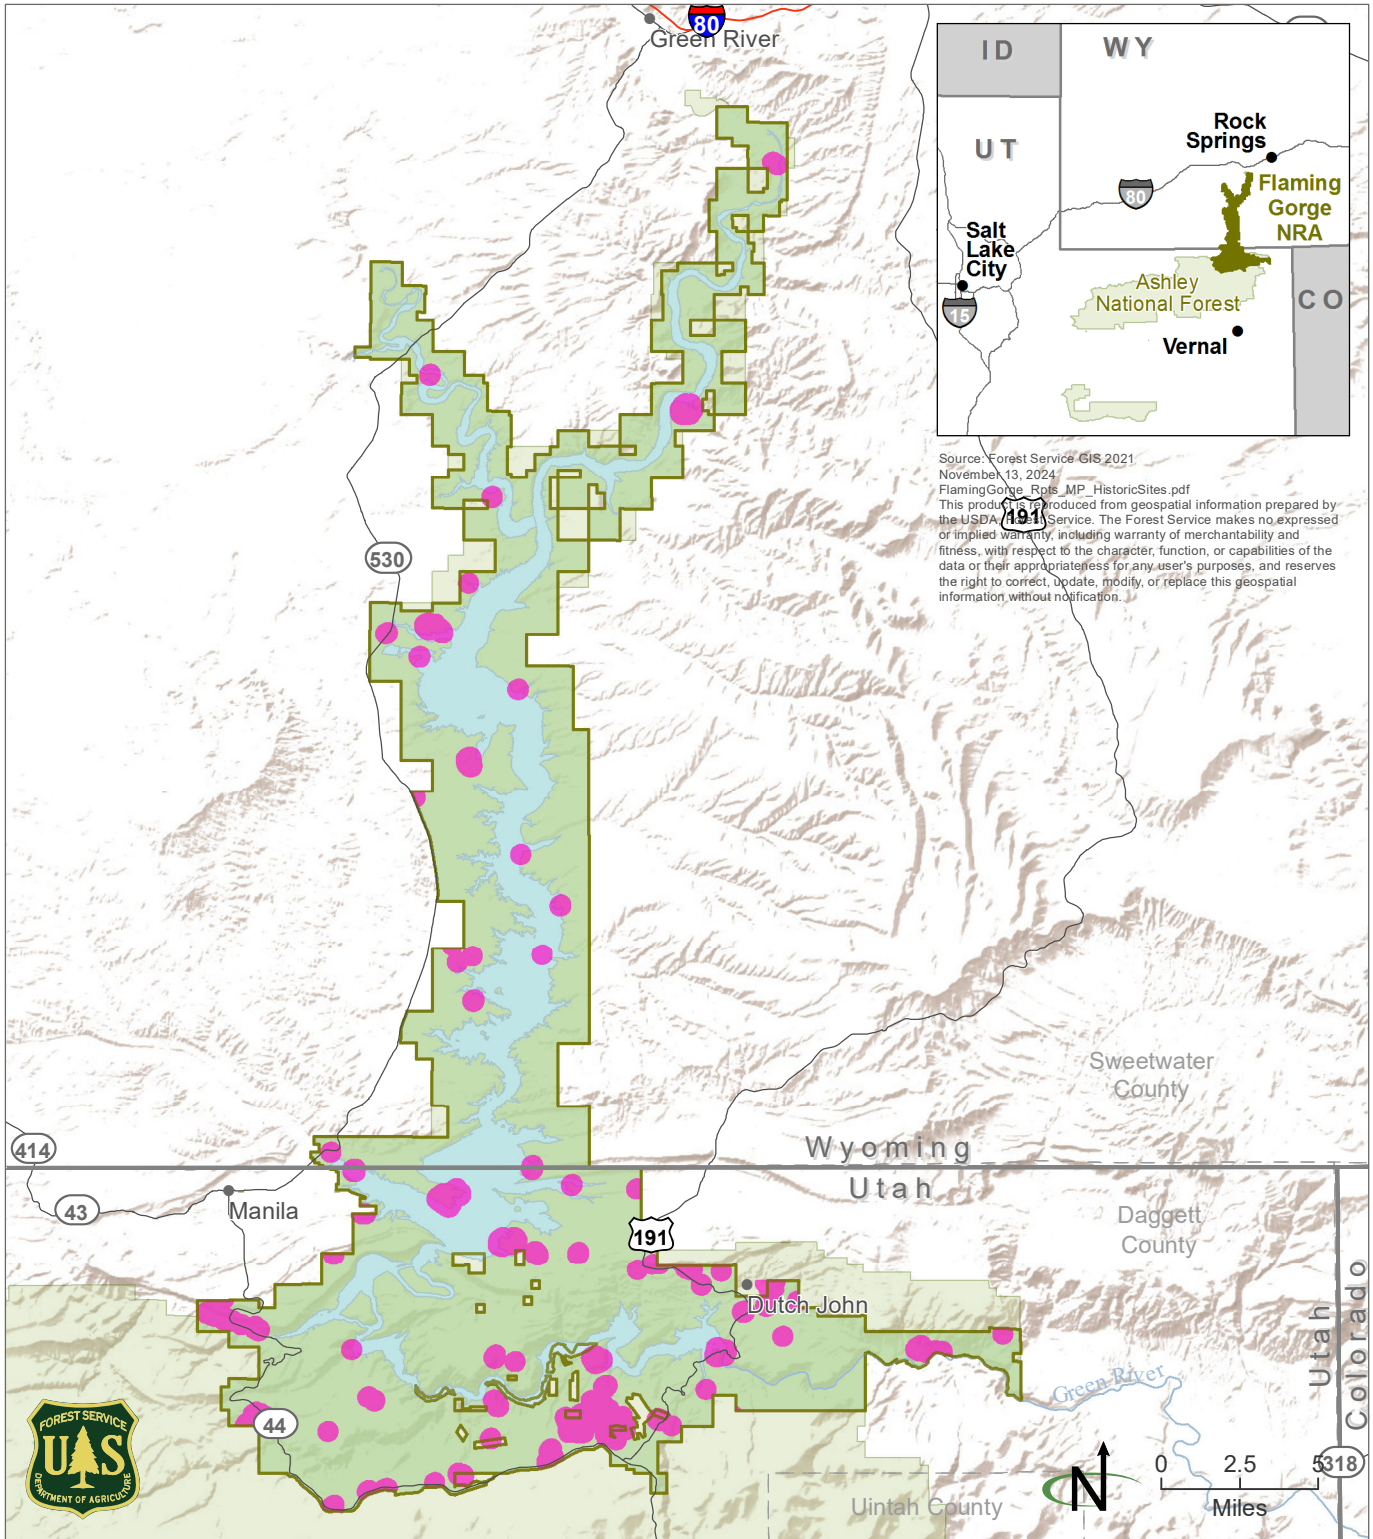 80
Green River
ID
WY
UT
Rock
Springs
80
Flaming
Gorge
NRA
Salt
Lake
City
15
Ashley
National Forest
CO
Vernal
Source: Forest Service GIS 2021
November 13, 2024
FlamingGorge_Rpts_MP_HistoricSites.pdf
This product is reproduced from geospatial information prepared by
the USDA, Forest Service. The Forest Service makes no expressed
or implied warranty, including warranty of merchantability and
fitness, with respect to the character, function, or capabilities of the
data or their appropriateness for any user's purposes, and reserves
the right to correct, update, modify, or replace this geospatial
information without notification.
191
530
Sweetwater
County
414
Wyoming
Utah
43
Manila
191
Daggett
County
Dutch John
Utah
Colorado
Green River
44
FOREST SERVICE
U S
DEPARTMENT OF AGRICULTURE
N
0 2.5 5
318
Miles
Uintah County